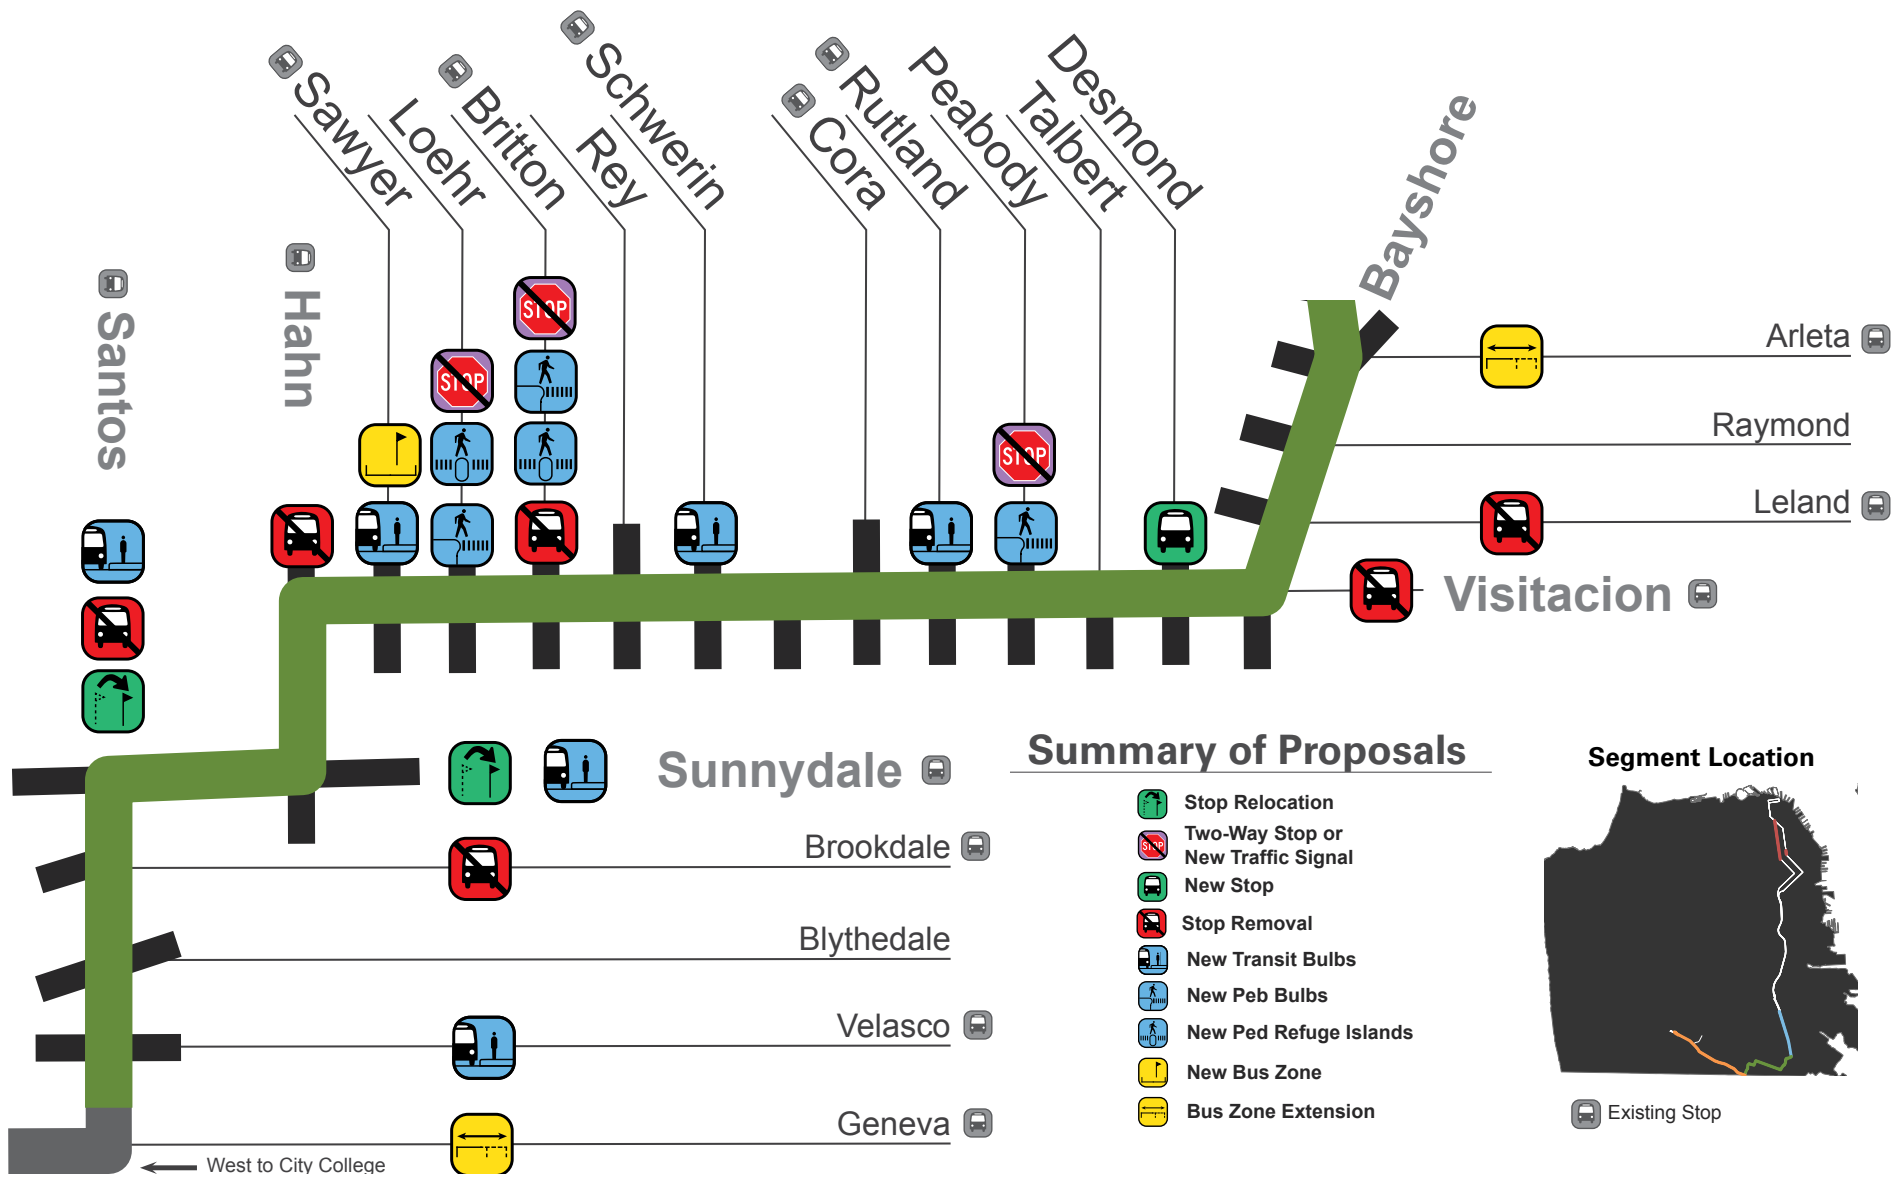 Sawyer
Loehr
Britton
Rey
Schwerin
Cora
Rutland
Peabody
Talbert
Desmond
Bayshore
Santos
Hahn
STOP
STOP
STOP
Arleta
Raymond
Leland
Visitacion
Sunnydale
Brookdale
Blythedale
Velasco
Geneva
West to City College
Summary of Proposals
Stop Relocation
STOP
Two-Way Stop or
New Traffic Signal
New Stop
Stop Removal
New Transit Bulbs
New Peb Bulbs
New Ped Refuge Islands
New Bus Zone
Bus Zone Extension
Segment Location
Existing Stop